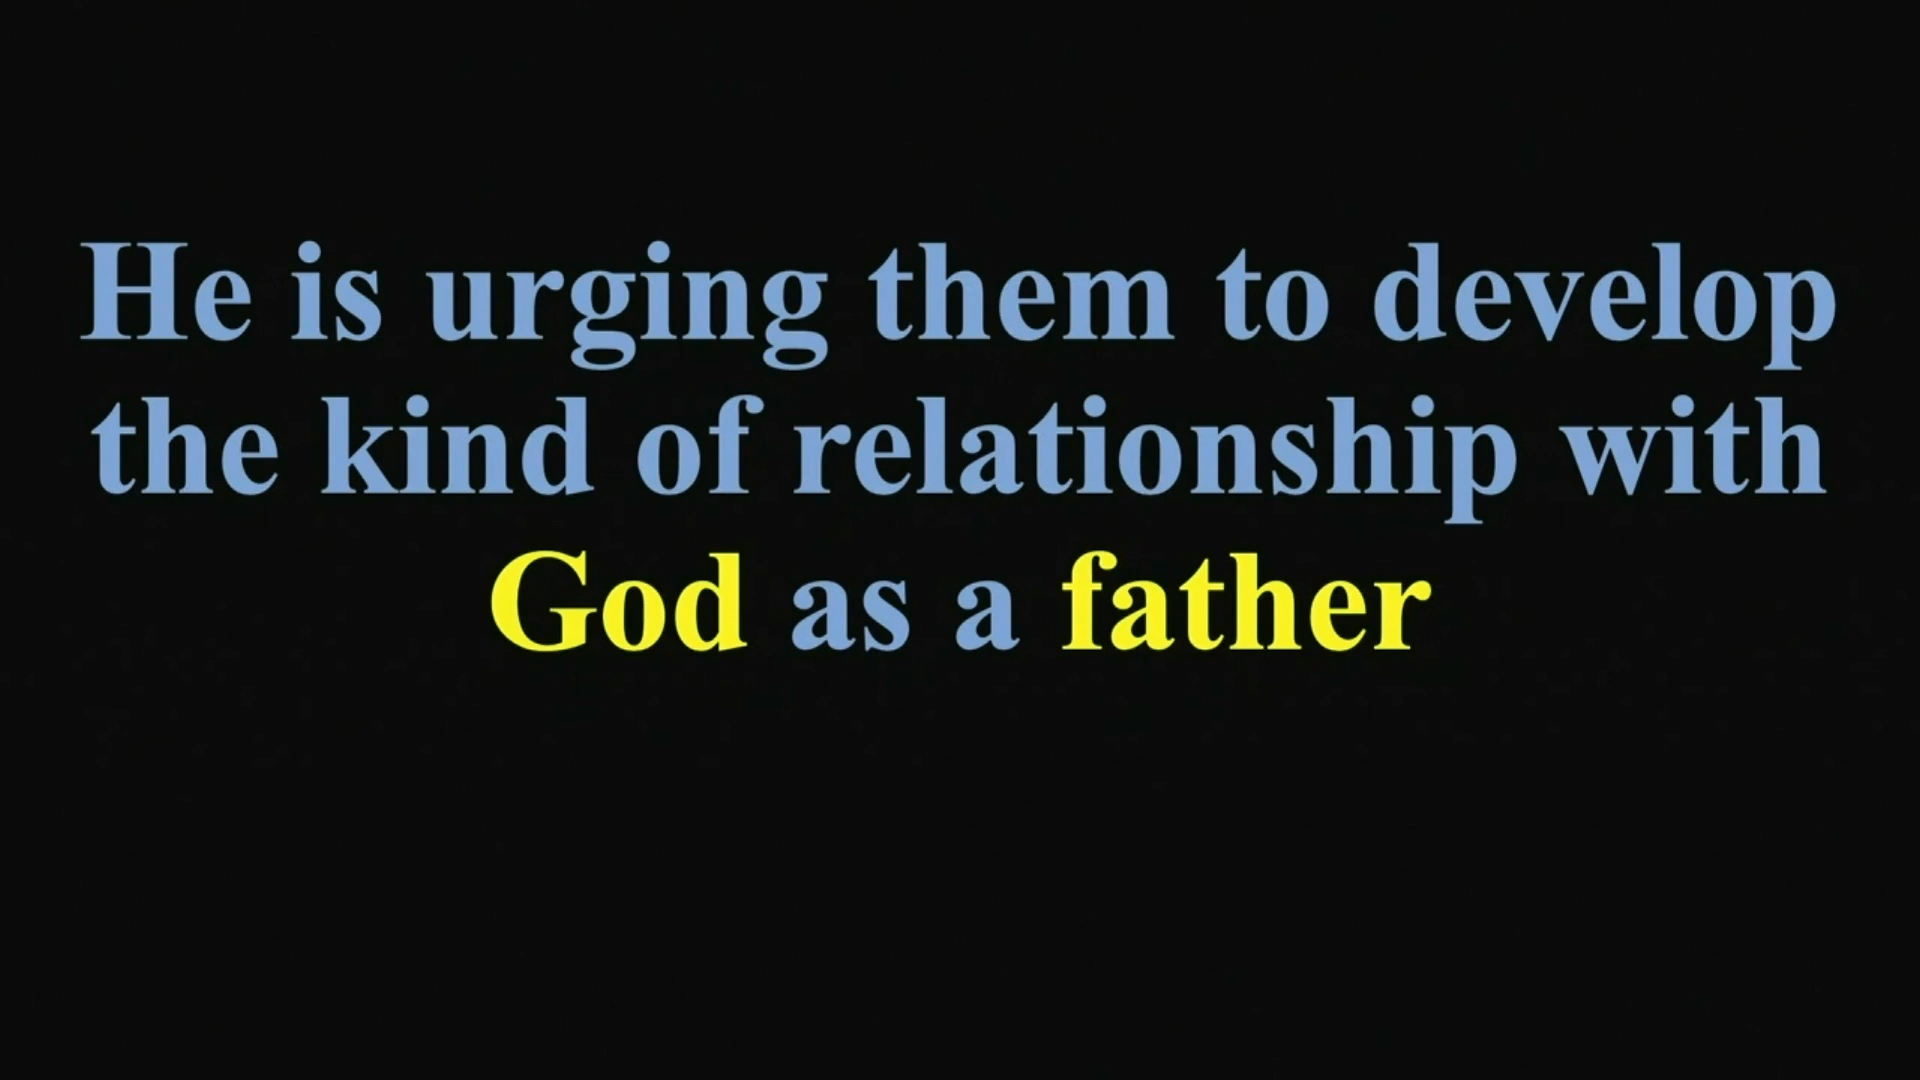 He is urging them to develop
the kind of relationship with
God as a father